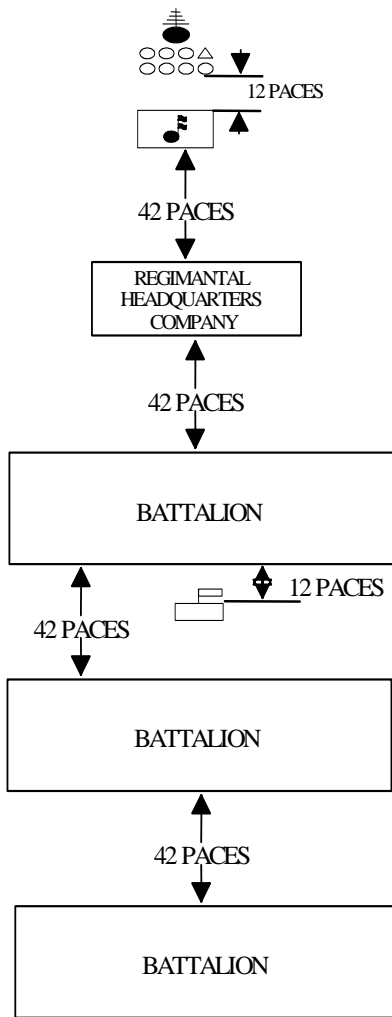 12 PACES
42 PACES
REGIMANTAL
HEADQUARTERS
COMPANY
42 PACES
BATTALION
12 PACES
42 PACES
BATTALION
42 PACES
BATTALION